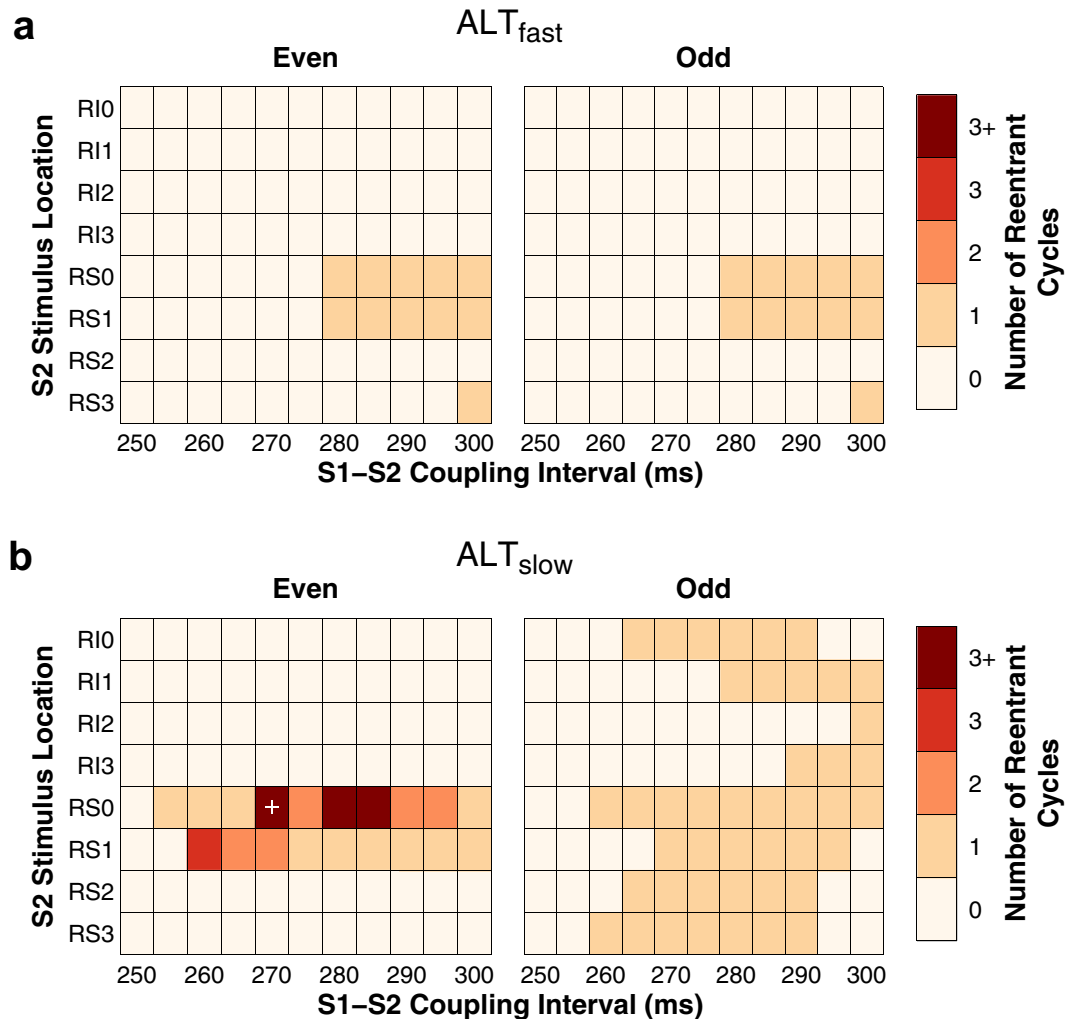 a
ALTfast
Even
Odd
S2 Stimulus Location
RI0
RI1
RI2
RI3
RS0
RS1
RS2
RS3
250 260 270 280 290 300
250 260 270 280 290 300
S1–S2 Coupling Interval (ms)
3+
3
2
1
0
Number of Reentrant
Cycles
b
ALTslow
Even
Odd
S2 Stimulus Location
RI0
RI1
RI2
RI3
RS0
+
RS1
RS2
RS3
250 260 270 280 290 300
250 260 270 280 290 300
S1–S2 Coupling Interval (ms)
3+
3
2
1
0
Number of Reentrant
Cycles